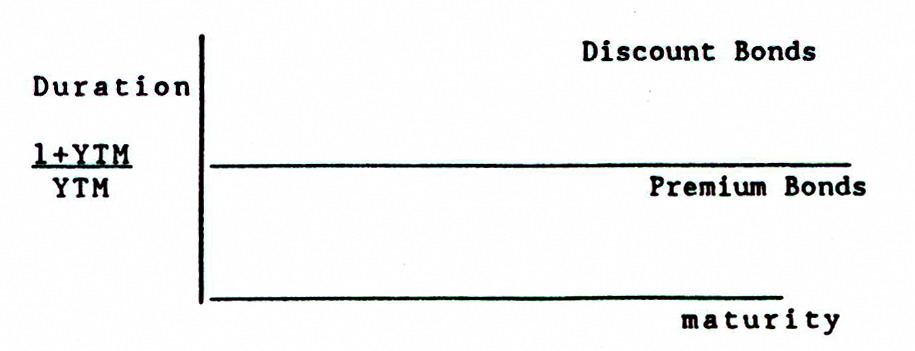 Discount Bonds
Duration
1+YTM
YTM
Premium Bonds
maturity